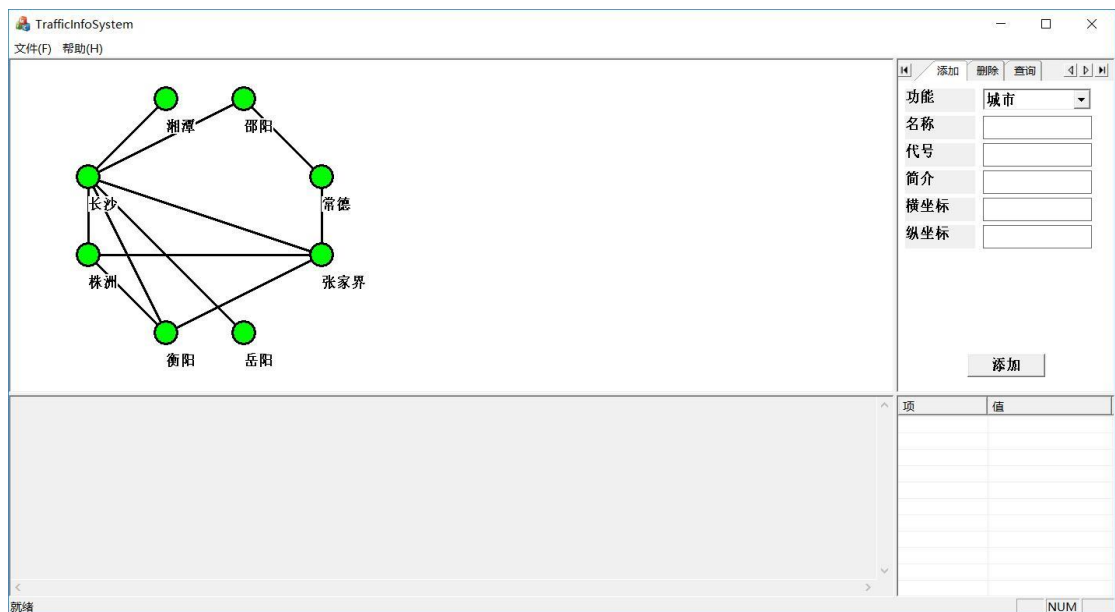 TrafficInfoSystem
文件(F) 帮助(H)
湘潭
邵阳
长沙
常德
株洲
张家界
衡阳
岳阳
添加 删除 查询
功能 城市
名称
代号
简介
横坐标
纵坐标
添加
项 值
就绪
NUM